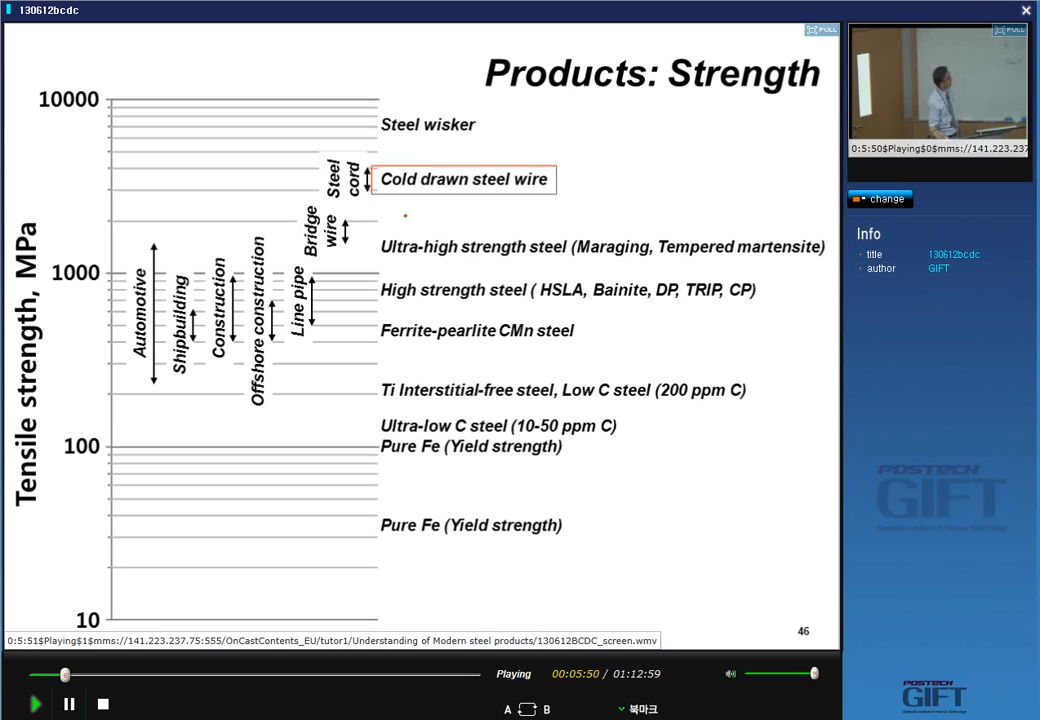 130612bcdc
FULL
Products: Strength
10000
Steel wisker
Steel cord
Cold drawn steel wire
Bridge wire
Ultra-high strength steel (Maraging, Tempered martensite)
1000
High strength steel ( HSLA, Bainite, DP, TRIP, CP)
Automotive
Shipbuilding
Construction
Offshore construction
Line pipe
Ferrite-pearlite CMn steel
Tensile strength, MPa
Ti Interstitial-free steel, Low C steel (200 ppm C)
Ultra-low C steel (10-50 ppm C)
100
Pure Fe (Yield strength)
Pure Fe (Yield strength)
10
46
0:5:51$Playing$1$mms://141.223.237.75:555/OnCastContents_EU/tutor1/Understanding of Modern steel products/130612BCDC_screen.wmv
Playing
00:05:50 / 01:12:59
A B
북마크
FULL
0:5:50$Playing$0$mms://141.223.237
change
Info
title 130612bcdc
author GIFT
POSTECH
GIFT
POSTECH
GIFT